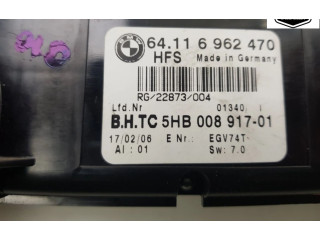 BMW
64.11 6 962 470
HFS Made in Germany
RG/22873/004
Lfd.Nr 01340
B.H.TC 5HB 008 917-01
17/02/06 E Nr.: EGV74T-
AI: 01 Sw: 7.0